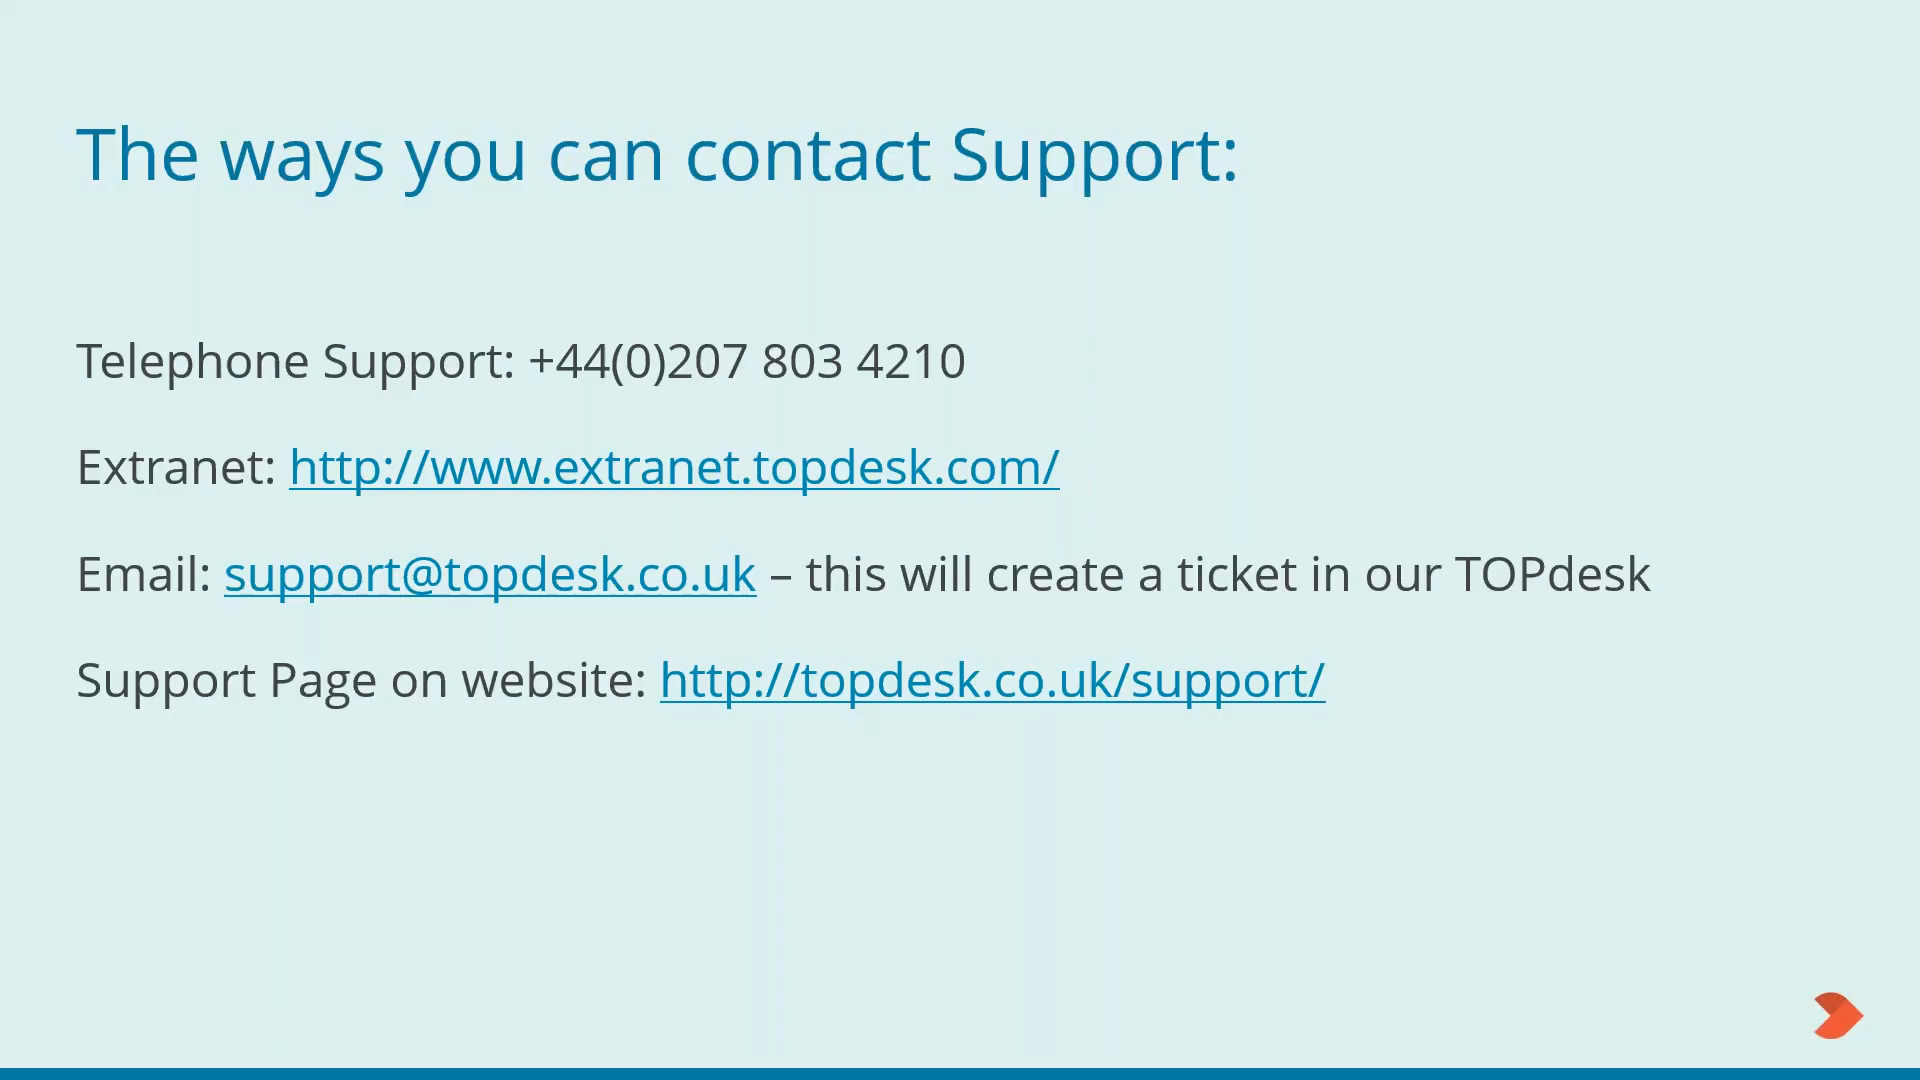 The ways you can contact Support:
Telephone Support: +44(0)207 803 4210
Extranet: http://www.extranet.topdesk.com/
Email: support@topdesk.co.uk – this will create a ticket in our TOPdesk
Support Page on website: http://topdesk.co.uk/support/